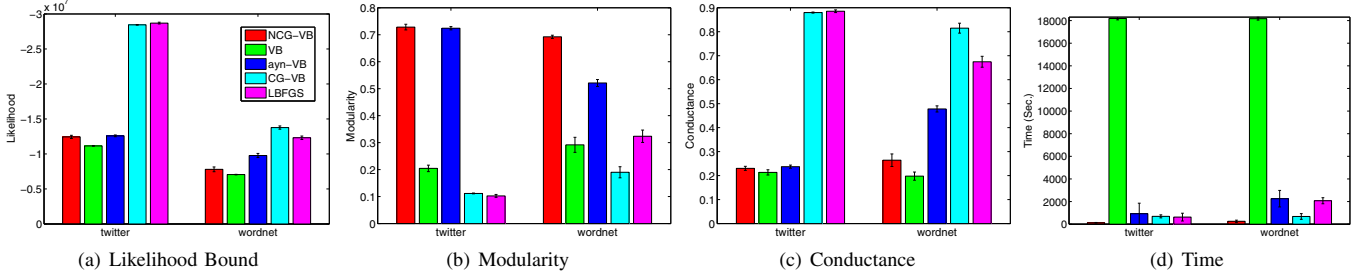 × 10⁷
−3
−2.5
−2
−1.5
−1
−0.5
0
Likelihood
NCG−VB
VB
ayn−VB
CG−VB
LBFGS
twitter wordnet
(a) Likelihood Bound
0.8
0.7
0.6
0.5
0.4
0.3
0.2
0.1
0
Modularity
twitter wordnet
(b) Modularity
0.9
0.8
0.7
0.6
0.5
0.4
0.3
0.2
0.1
0
Conductance
twitter wordnet
(c) Conductance
18000
16000
14000
12000
10000
8000
6000
4000
2000
0
Time (Sec.)
twitter wordnet
(d) Time